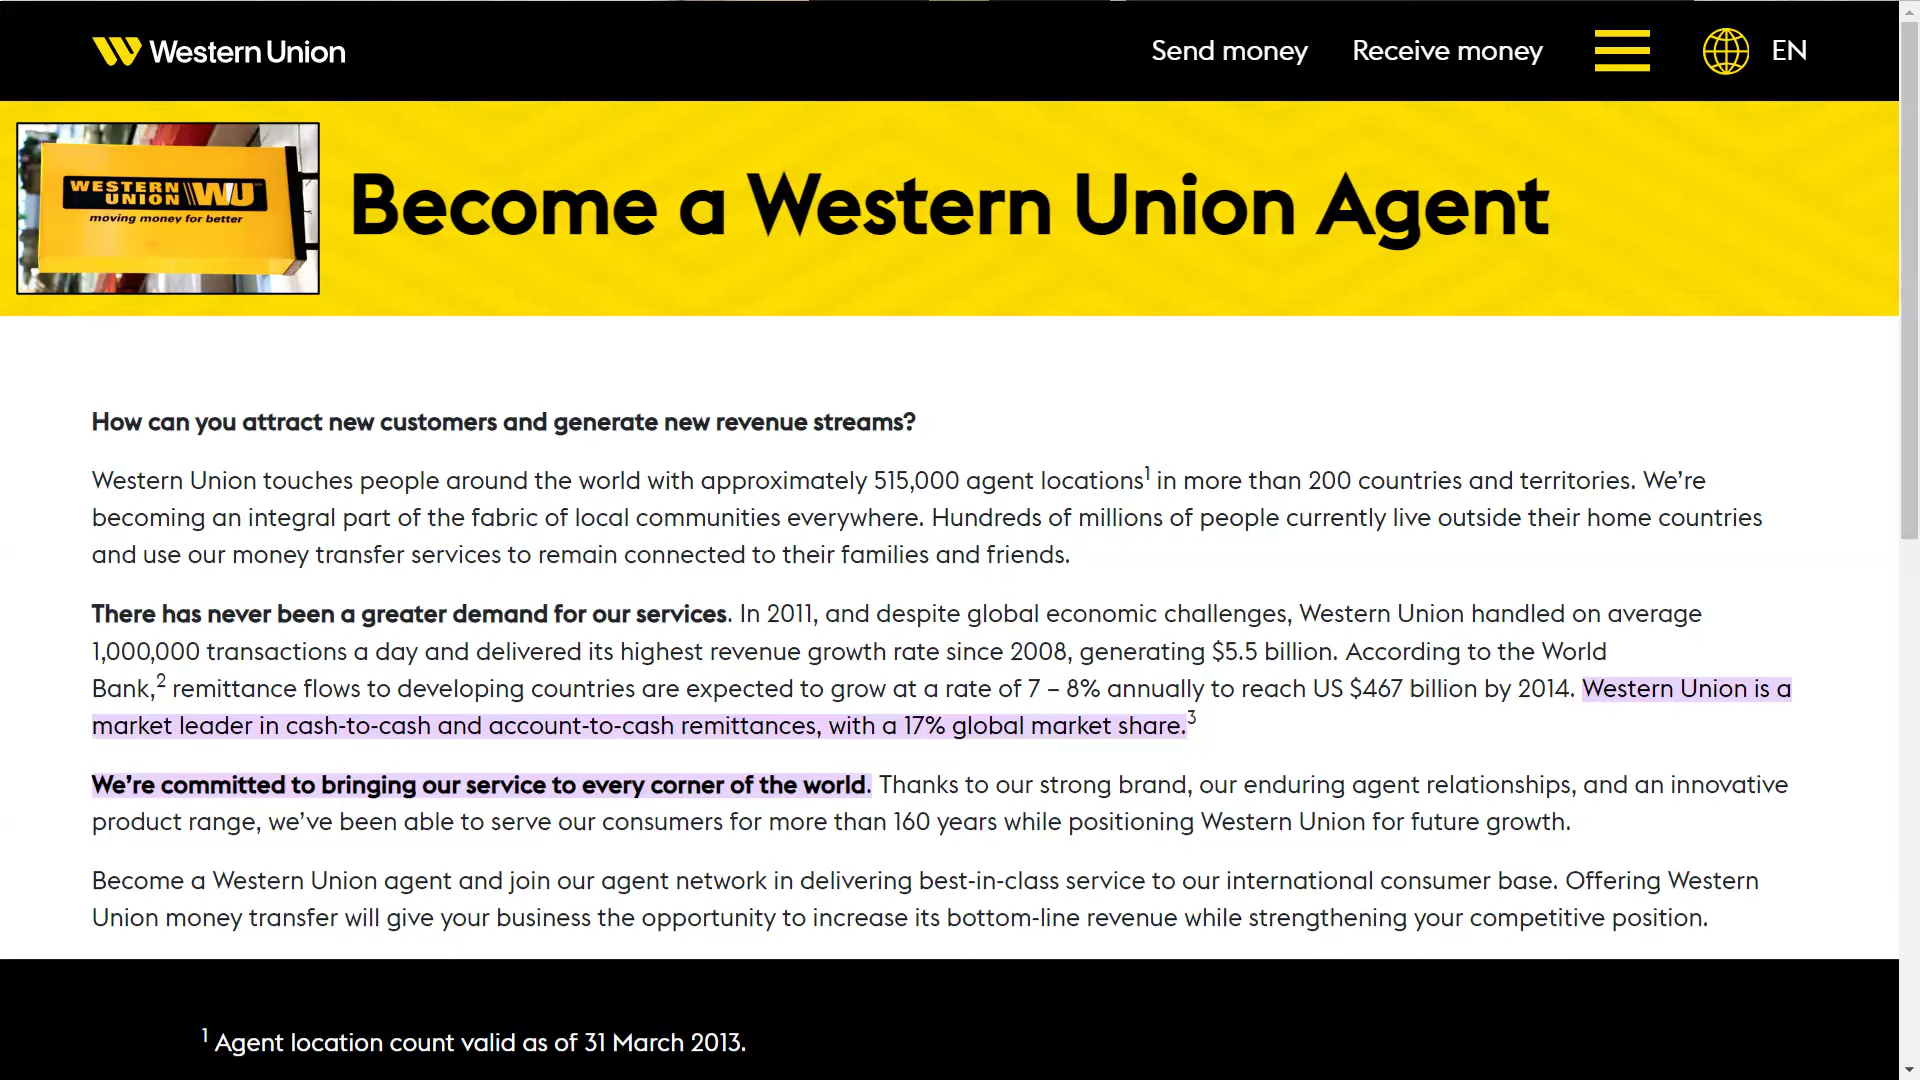 Western Union
Send money
Receive money
EN
WESTERN
UNION WU
moving money for better
Become a Western Union Agent
How can you attract new customers and generate new revenue streams?
Western Union touches people around the world with approximately 515,000 agent locations¹ in more than 200 countries and territories. We’re
becoming an integral part of the fabric of local communities everywhere. Hundreds of millions of people currently live outside their home countries
and use our money transfer services to remain connected to their families and friends.
There has never been a greater demand for our services. In 2011, and despite global economic challenges, Western Union handled on average
1,000,000 transactions a day and delivered its highest revenue growth rate since 2008, generating $5.5 billion. According to the World
Bank,² remittance flows to developing countries are expected to grow at a rate of 7 – 8% annually to reach US $467 billion by 2014. Western Union is a
market leader in cash-to-cash and account-to-cash remittances, with a 17% global market share.³
We’re committed to bringing our service to every corner of the world. Thanks to our strong brand, our enduring agent relationships, and an innovative
product range, we’ve been able to serve our consumers for more than 160 years while positioning Western Union for future growth.
Become a Western Union agent and join our agent network in delivering best-in-class service to our international consumer base. Offering Western
Union money transfer will give your business the opportunity to increase its bottom-line revenue while strengthening your competitive position.
¹ Agent location count valid as of 31 March 2013.